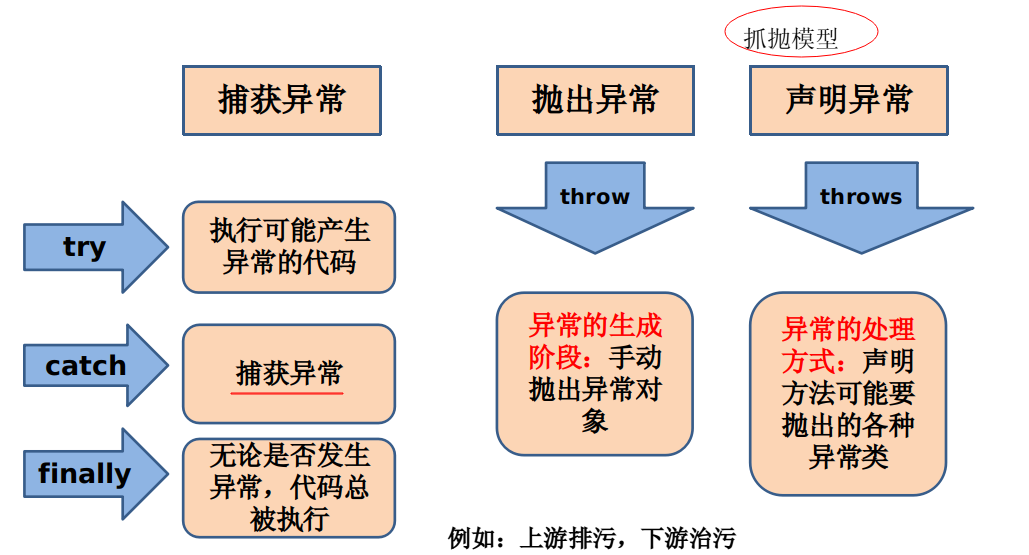 抓抛模型
捕获异常
抛出异常
声明异常
try
执行可能产生
异常的代码
catch
捕获异常
finally
无论是否发生
异常，代码总
被执行
throw
异常的生成
阶段：手动
抛出异常对
象
throws
异常的处理
方式：声明
方法可能要
抛出的各种
异常类
例如：上游排污，下游治污